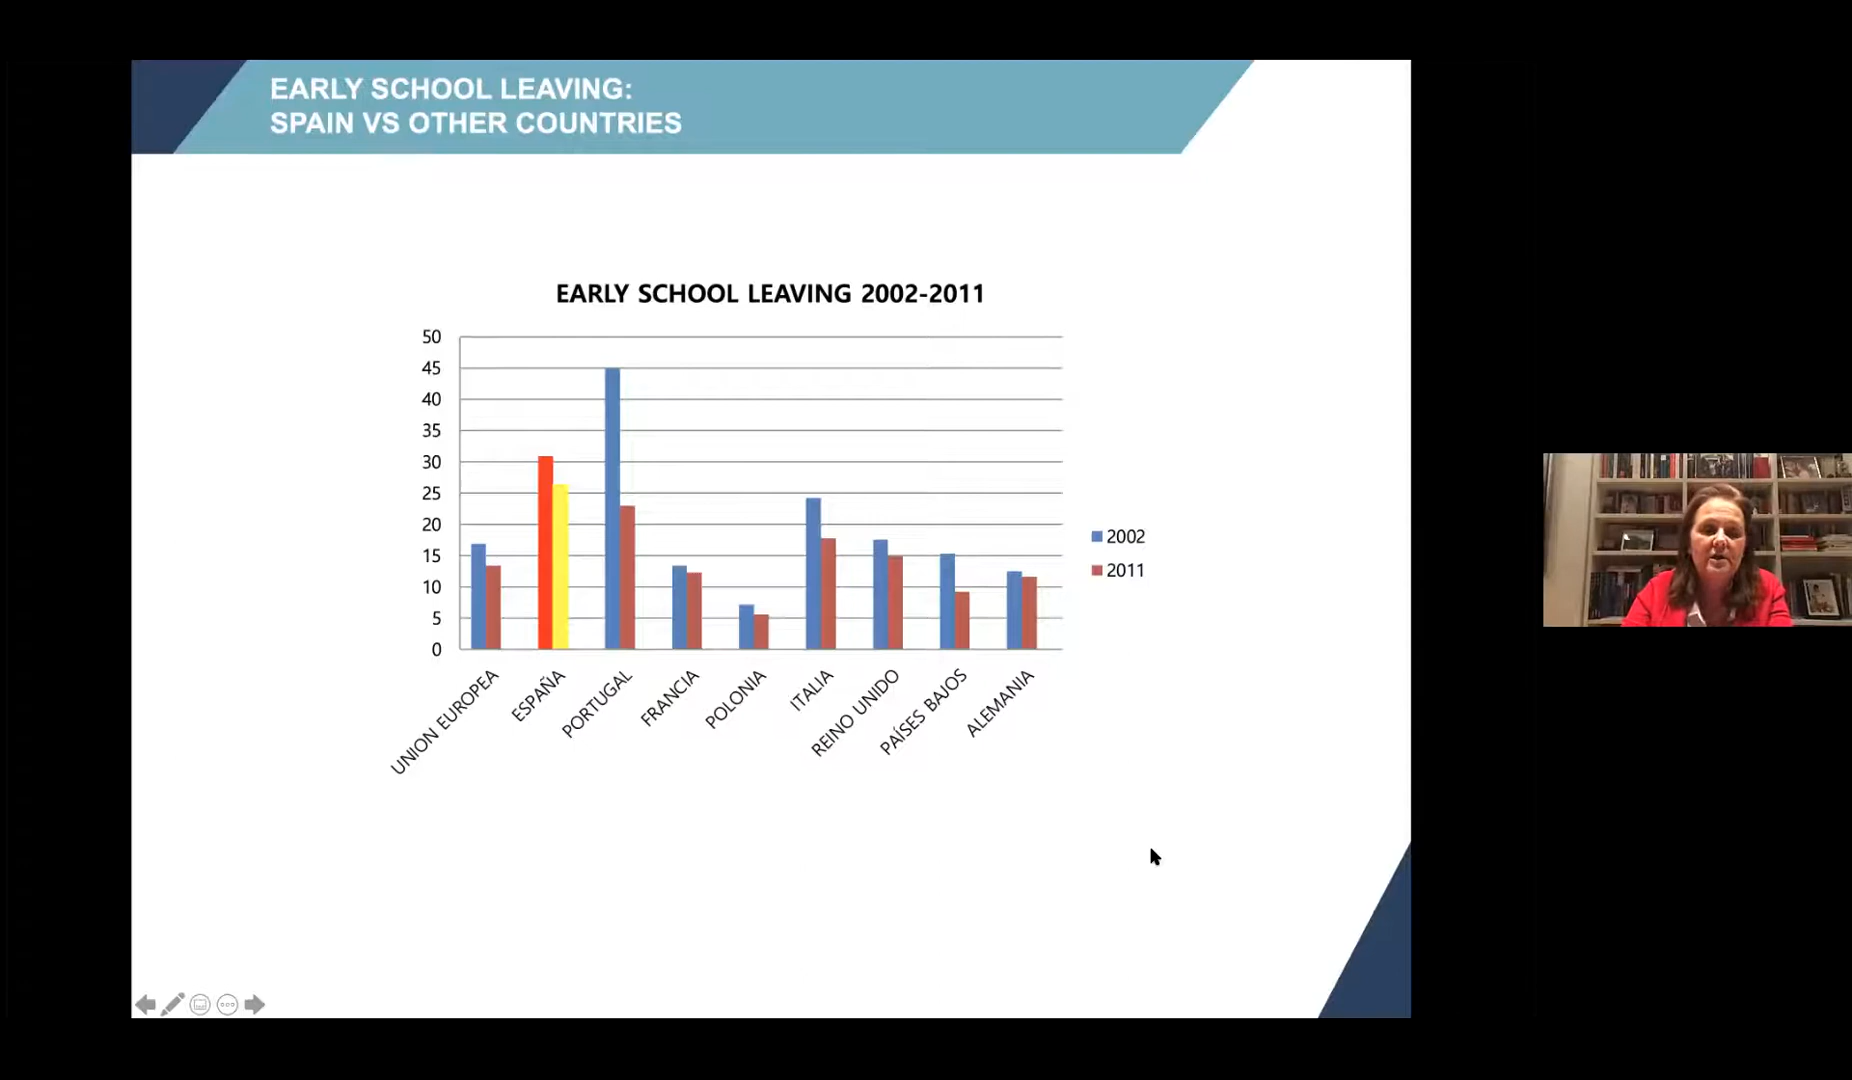 EARLY SCHOOL LEAVING:
SPAIN VS OTHER COUNTRIES
EARLY SCHOOL LEAVING 2002-2011
50
45
40
35
30
25
20
15
10
5
0
UNION EUROPEA
ESPAÑA
PORTUGAL
FRANCIA
POLONIA
ITALIA
REINO UNIDO
PAÍSES BAJOS
ALEMANIA
2002
2011